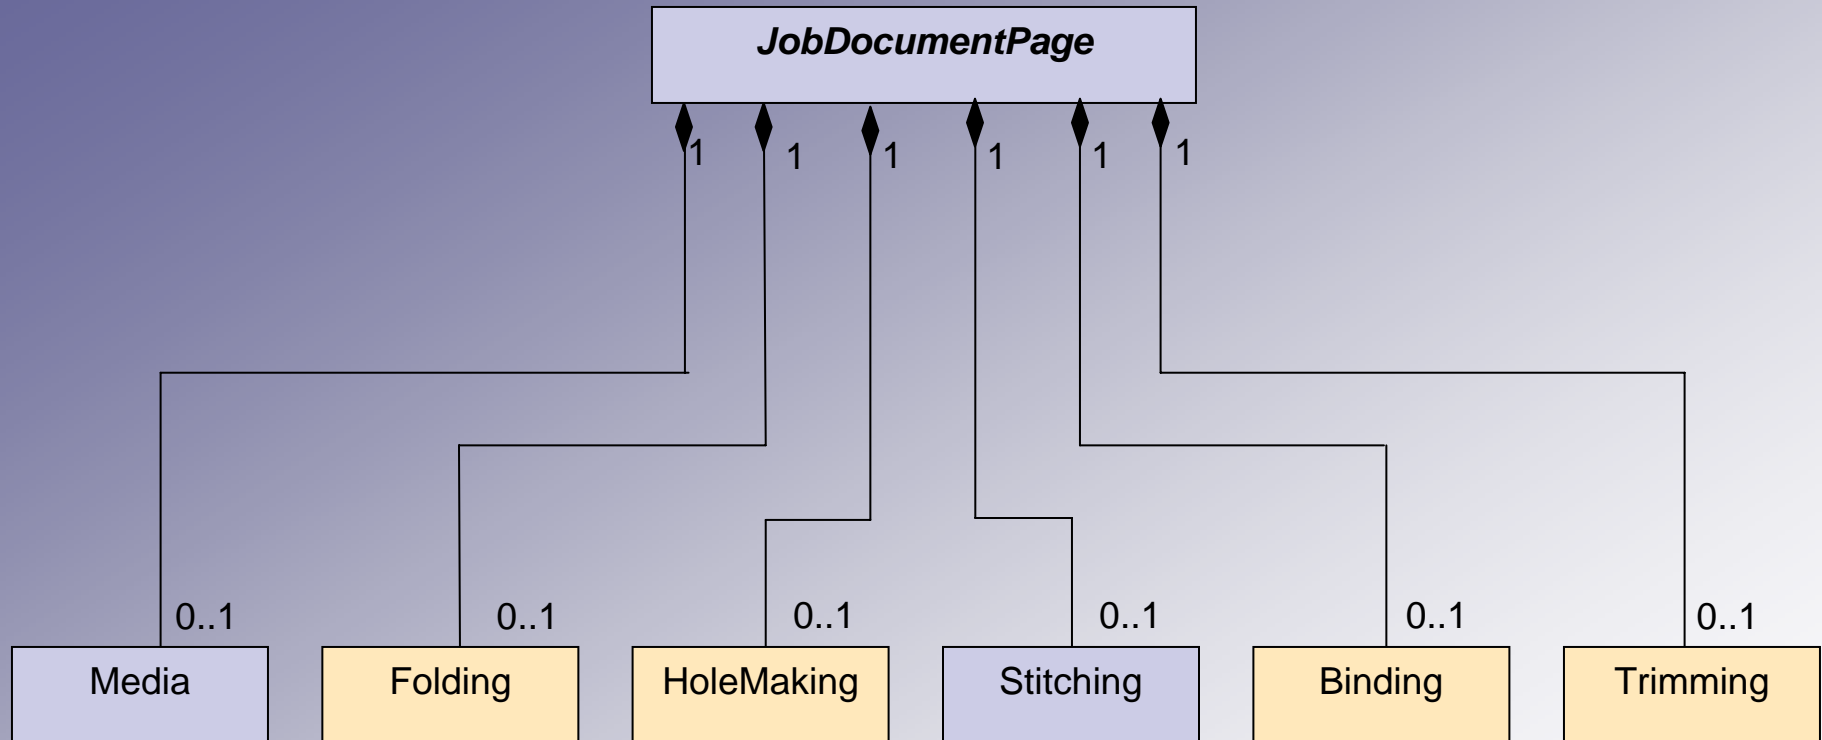 JobDocumentPage
1 1 1 1 1 1
0..1 0..1 0..1 0..1 0..1 0..1
Media Folding HoleMaking Stitching Binding Trimming